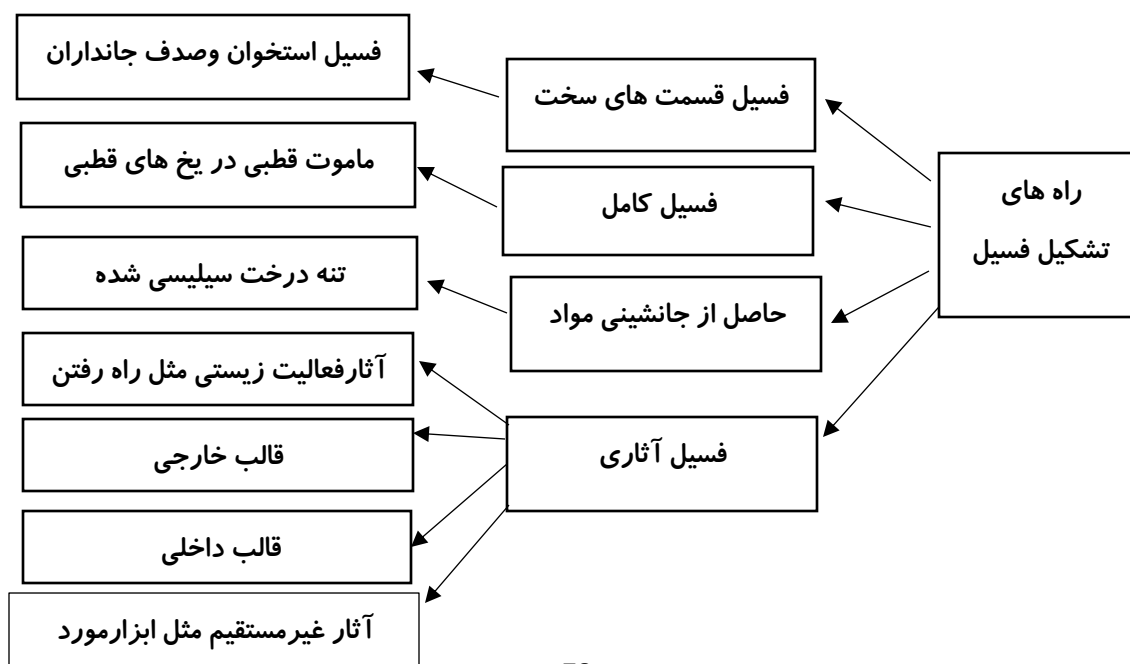 راه های
تشکیل فسیل
فسیل قسمت های سخت
فسیل استخوان وصدف جانداران
فسیل کامل
ماموت قطبی در یخ های قطبی
حاصل از جانشینی مواد
تنه درخت سیلیسی شده
فسیل آثاری
آثارفعالیت زیستی مثل راه رفتن
قالب خارجی
قالب داخلی
آثار غیرمستقیم مثل ابزارمورد